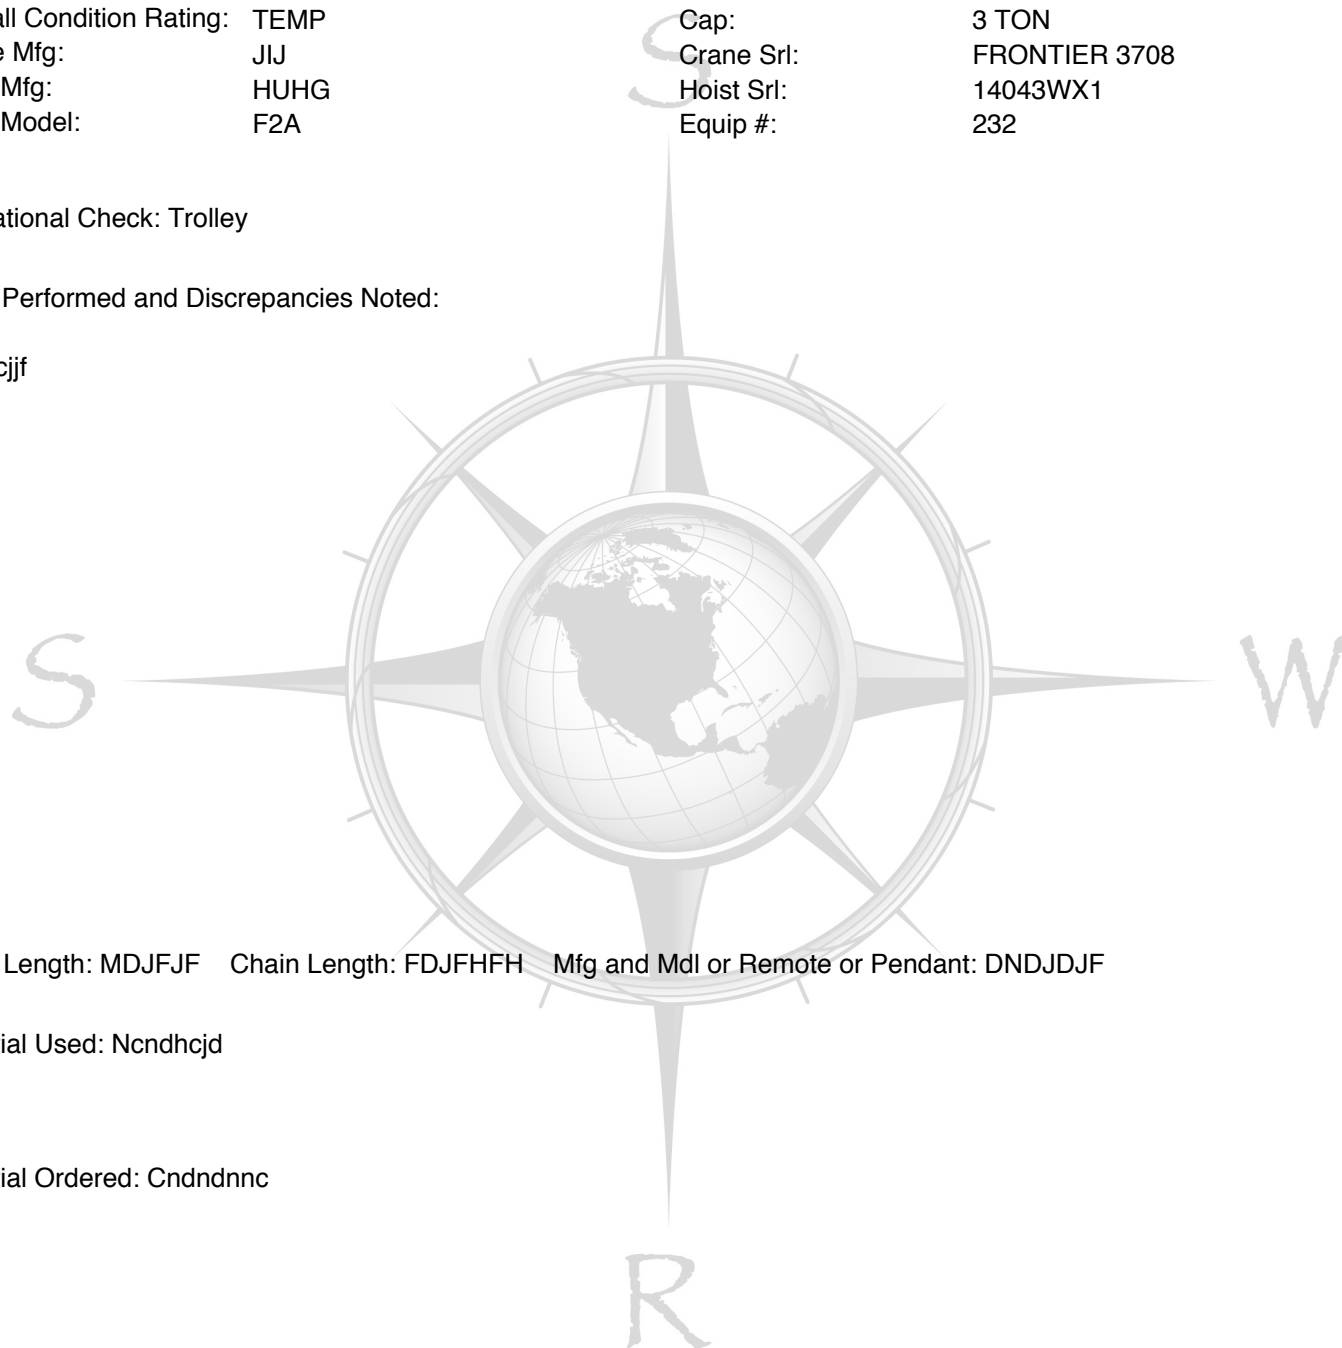 all Condition Rating: TEMP Cap: 3 TON
e Mfg: JIJ Crane Srl: FRONTIER 3708
Mfg: HUHG Hoist Srl: 14043WX1
Model: F2A Equip #: 232
S
ational Check: Trolley
Performed and Discrepancies Noted:
cjjf
S W
Length: MDJFJF Chain Length: FDJFHFH Mfg and Mdl or Remote or Pendant: DNDJDJF
rial Used: Ncndhcjd
rial Ordered: Cndndnnc
R